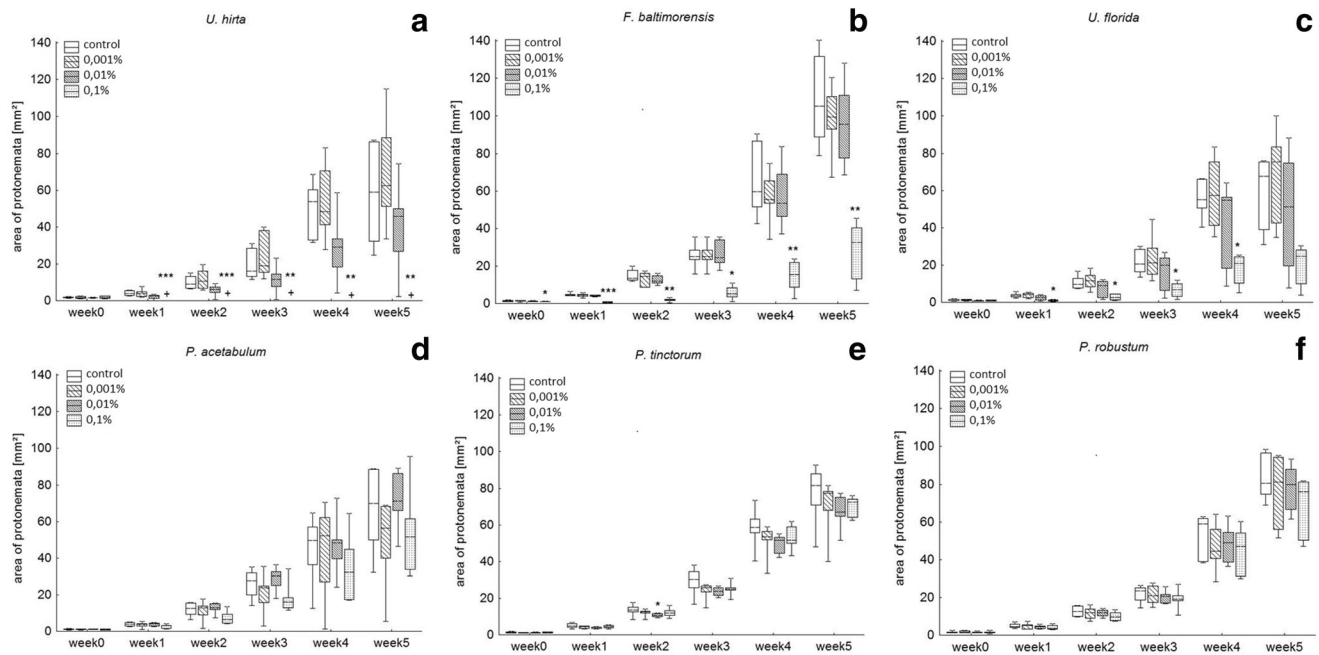 U. hirta
a
control
0,001%
0,01%
0,1%
area of protonemata [mm²]
140
120
100
80
60
40
20
0
*** *** ** ** **
+ + + + +
week0 week1 week2 week3 week4 week5
F. baltimorensis
b
control
0,001%
0,01%
0,1%
area of protonemata [mm²]
140
120
100
80
60
40
20
0
* *** ** * ** **
week0 week1 week2 week3 week4 week5
U. florida
c
control
0,001%
0,01%
0,1%
area of protonemata [mm²]
140
120
100
80
60
40
20
0
* * * *
week0 week1 week2 week3 week4 week5
P. acetabulum
d
control
0,001%
0,01%
0,1%
area of protonemata [mm²]
140
120
100
80
60
40
20
0
week0 week1 week2 week3 week4 week5
P. tinctorum
e
control
0,001%
0,01%
0,1%
area of protonemata [mm²]
140
120
100
80
60
40
20
0
*
week0 week1 week2 week3 week4 week5
P. robustum
f
control
0,001%
0,01%
0,1%
area of protonemata [mm²]
140
120
100
80
60
40
20
0
week0 week1 week2 week3 week4 week5